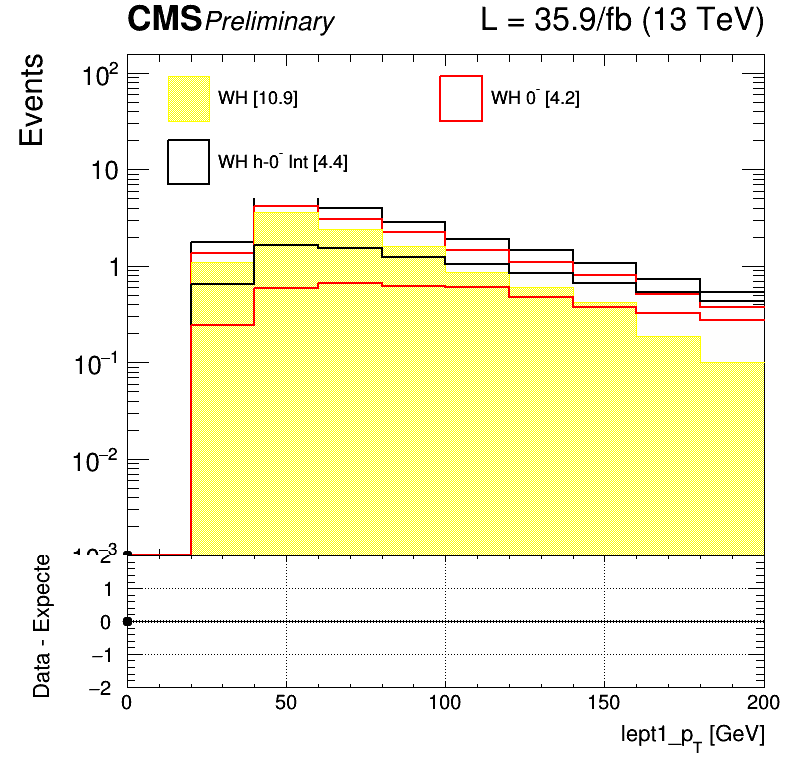 CMS Preliminary L = 35.9/fb (13 TeV)
Events
10²
10
1
10⁻¹
10⁻²
10⁻³
WH [10.9]
WH 0⁻ [4.2]
WH h-0⁻ Int [4.4]
Data - Expecte
2
1
0
−1
−2
0 50 100 150 200
lept1_p_T [GeV]